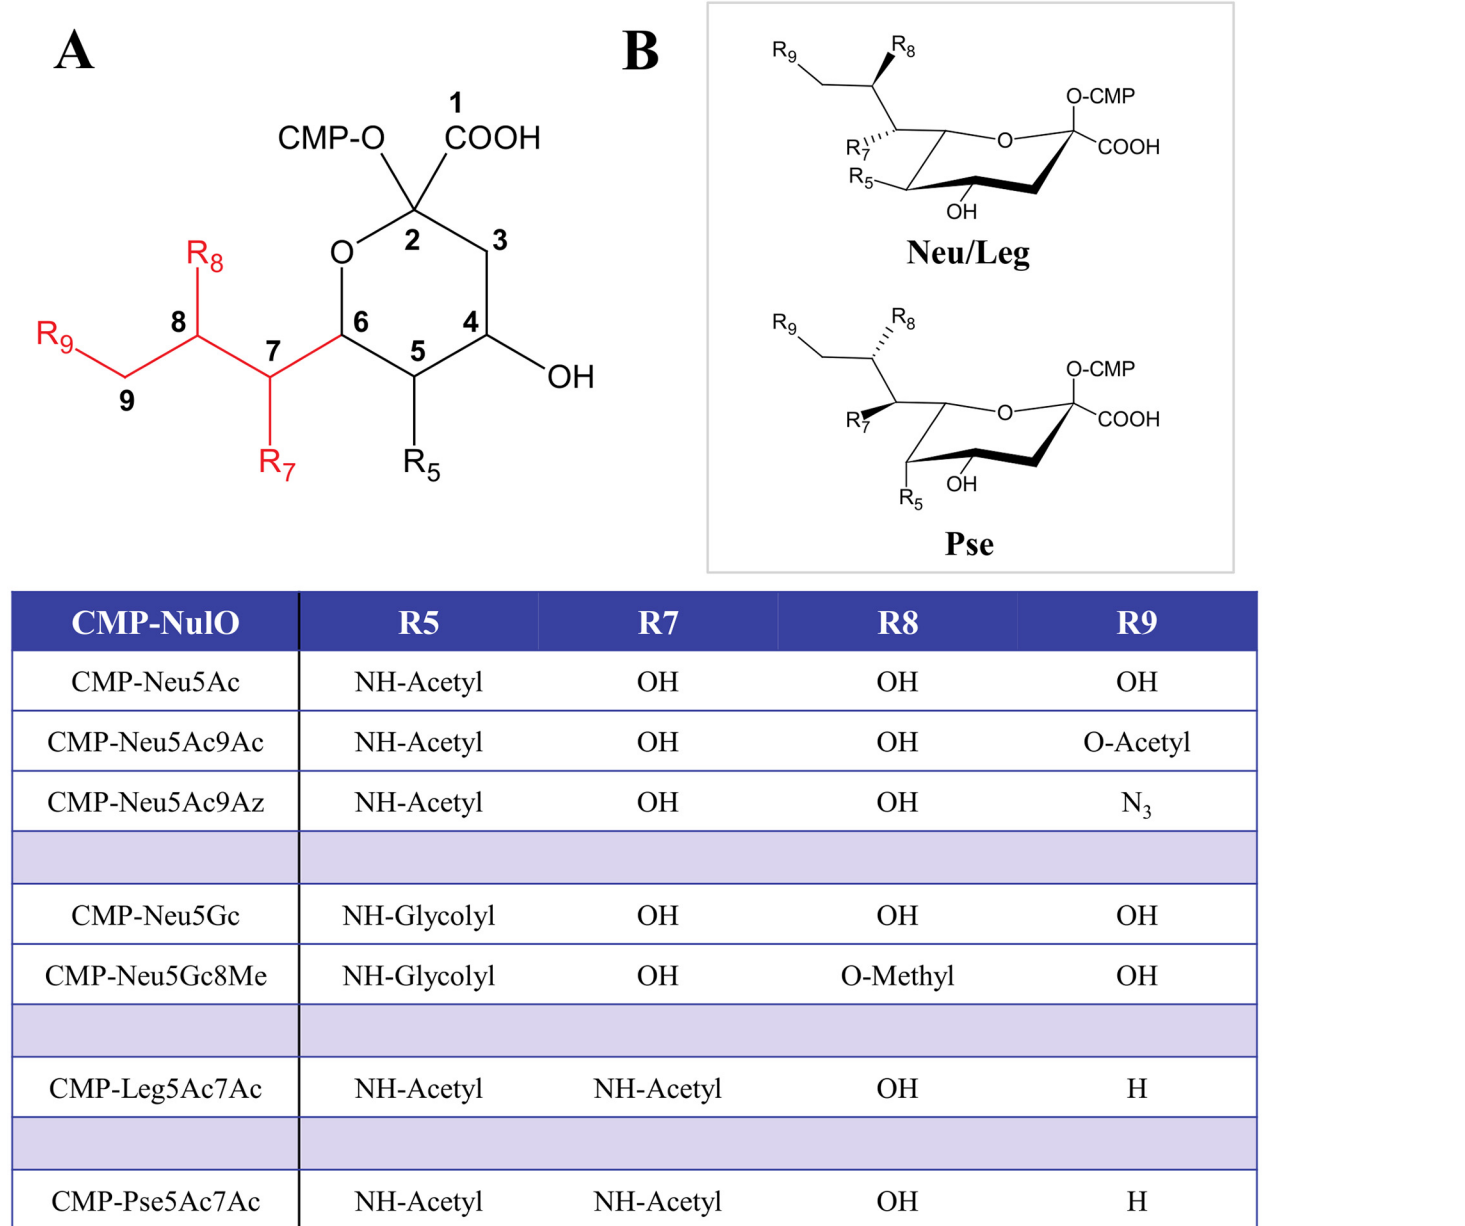 A
B
1
CMP-O
COOH
2
3
O
R8
8
6
4
R9
7
5
9
OH
R7
R5
R9
R8
O-CMP
O
COOH
R7
R5
OH
Neu/Leg
R9
R8
O-CMP
O
COOH
R7
OH
R5
Pse
CMP-NulO R5 R7 R8 R9
CMP-Neu5Ac NH-Acetyl OH OH OH
CMP-Neu5Ac9Ac NH-Acetyl OH OH O-Acetyl
CMP-Neu5Ac9Az NH-Acetyl OH OH N3
CMP-Neu5Gc NH-Glycolyl OH OH OH
CMP-Neu5Gc8Me NH-Glycolyl OH O-Methyl OH
CMP-Leg5Ac7Ac NH-Acetyl NH-Acetyl OH H
CMP-Pse5Ac7Ac NH-Acetyl NH-Acetyl OH H